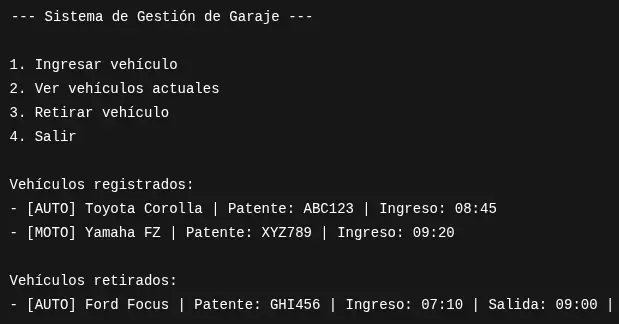 --- Sistema de Gestión de Garaje ---
1. Ingresar vehículo
2. Ver vehículos actuales
3. Retirar vehículo
4. Salir
Vehículos registrados:
- [AUTO] Toyota Corolla | Patente: ABC123 | Ingreso: 08:45
- [MOTO] Yamaha FZ | Patente: XYZ789 | Ingreso: 09:20
Vehículos retirados:
- [AUTO] Ford Focus | Patente: GHI456 | Ingreso: 07:10 | Salida: 09:00 |